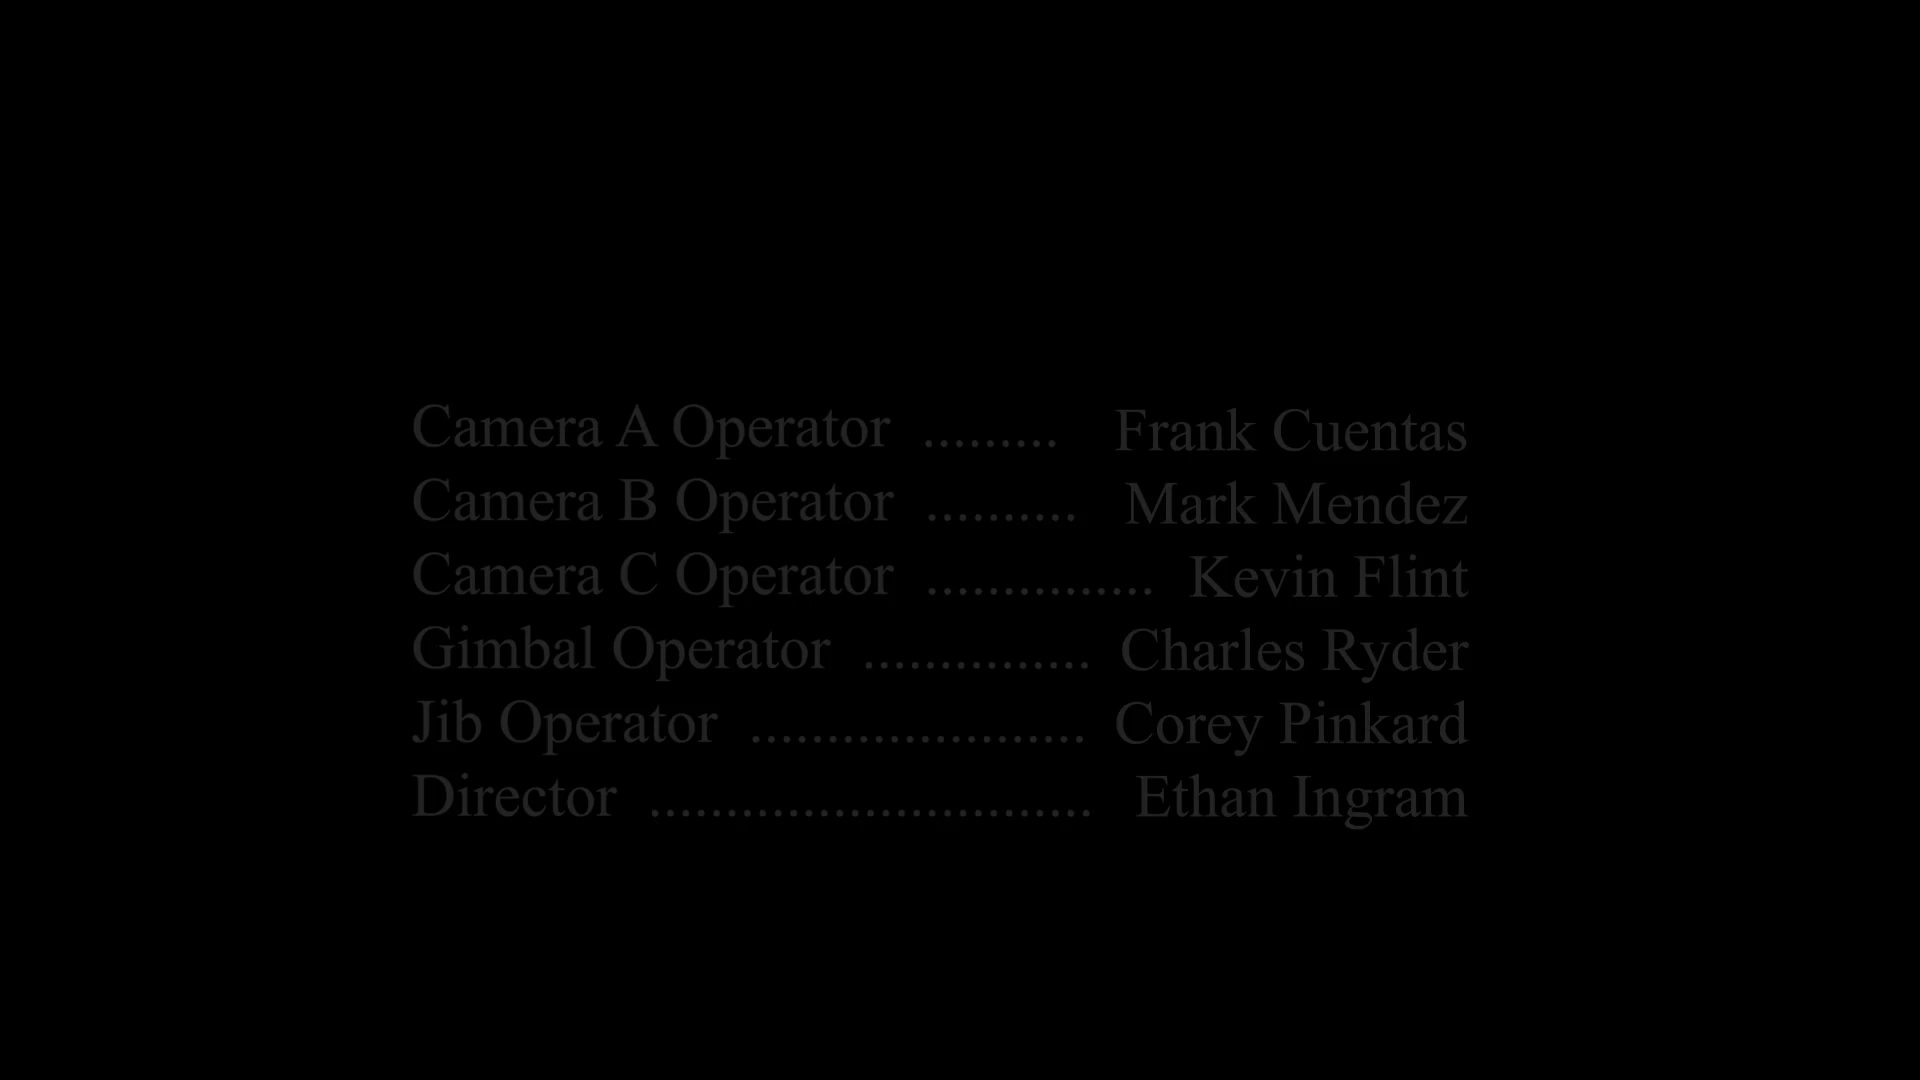 Camera A Operator ......... Frank Cuentas
Camera B Operator .......... Mark Mendez
Camera C Operator ............... Kevin Flint
Gimbal Operator ............... Charles Ryder
Jib Operator ...................... Corey Pinkard
Director ............................. Ethan Ingram